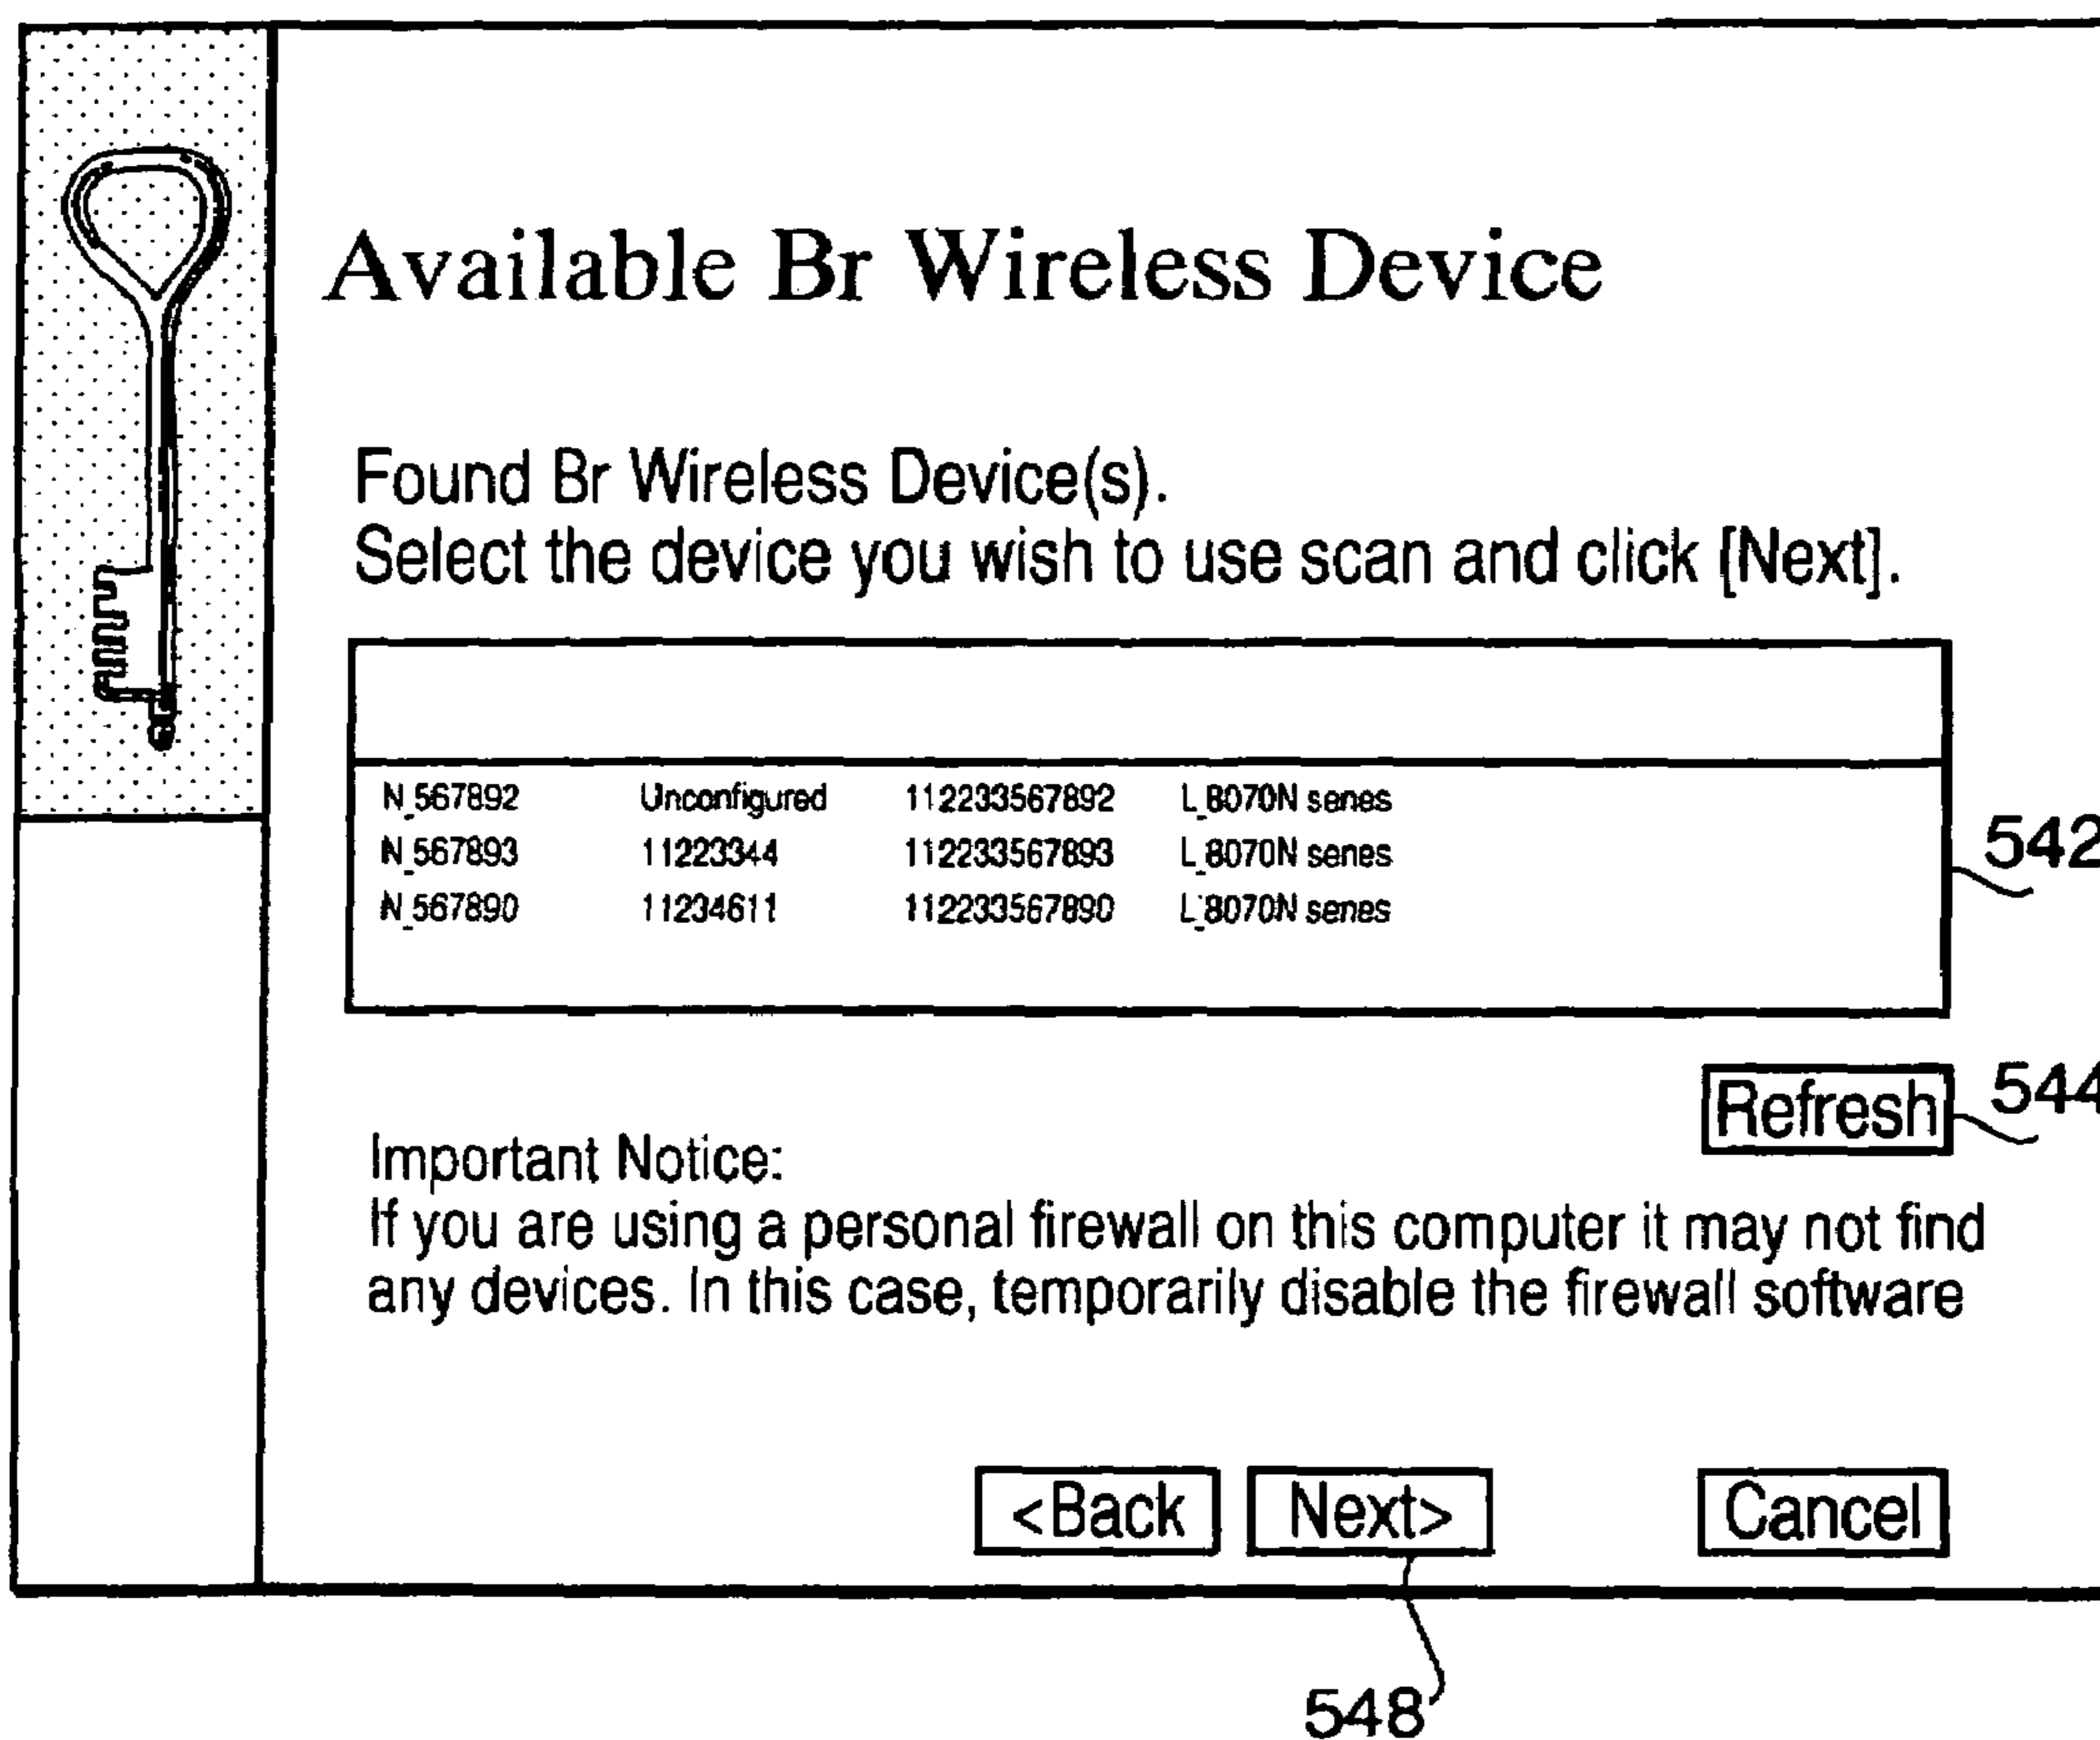 Available Br Wireless Device
Found Br Wireless Device(s).
Select the device you wish to use scan and click [Next].
N_567892 Unconfigured 112233567892 L_8070N senes
N_567893 11223344 112233567893 L_8070N senes
N_567890 11234611 112233567890 L_8070N senes
542
Refresh 544
Important Notice:
If you are using a personal firewall on this computer it may not find
any devices. In this case, temporarily disable the firewall software
<Back Next> Cancel
548